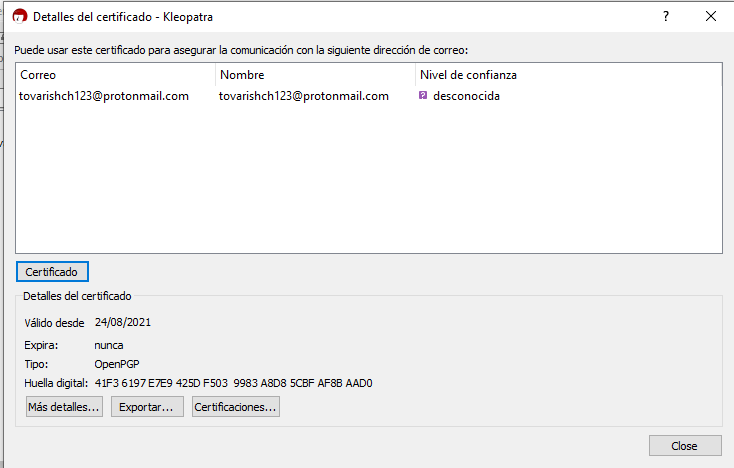 Detalles del certificado - Kleopatra
?
Puede usar este certificado para asegurar la comunicación con la siguiente dirección de correo:
Correo Nombre Nivel de confianza
tovarishch123@protonmail.com tovarishch123@protonmail.com ? desconocida
Certificado
Detalles del certificado
Válido desde 24/08/2021
Expira: nunca
Tipo: OpenPGP
Huella digital: 41F3 6197 E7E9 425D F503 9983 A8D8 5CBF AF8B AAD0
Más detalles... Exportar... Certificaciones...
Close